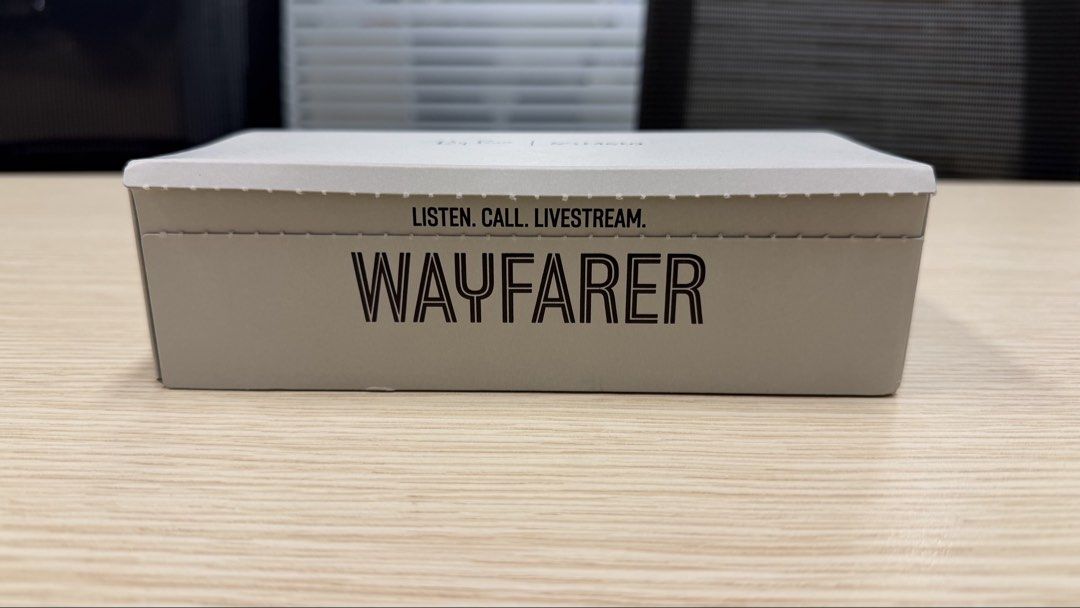 LISTEN. CALL. LIVESTREAM.
WAYFARER